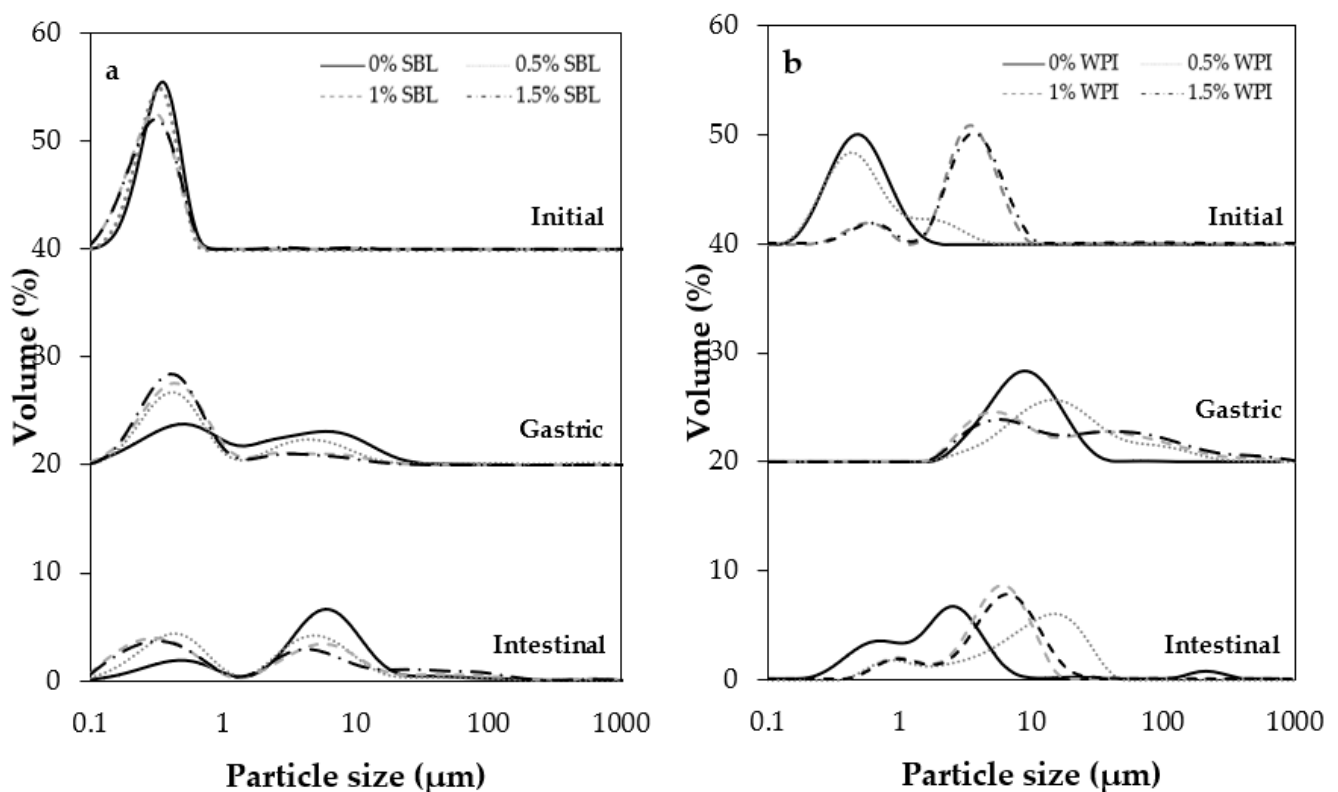 a
0% SBL 0.5% SBL
1% SBL 1.5% SBL
60
50
40
30
20
10
0
Volume (%)
Initial
Gastric
Intestinal
0.1 1 10 100 1000
Particle size (μm)
b
0% WPI 0.5% WPI
1% WPI 1.5% WPI
60
50
40
30
20
10
0
Volume (%)
Initial
Gastric
Intestinal
0.1 1 10 100 1000
Particle size (μm)